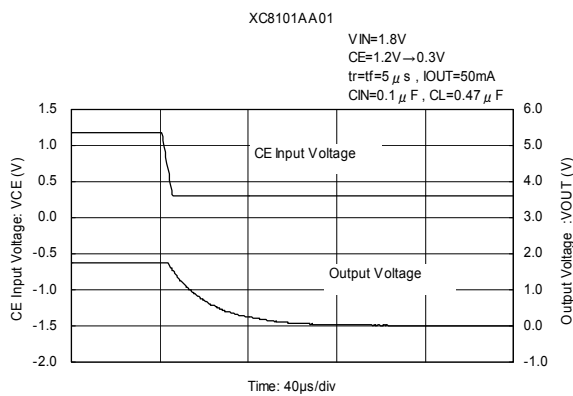 XC8101AA01
VIN=1.8V
CE=1.2V→0.3V
tr=tf=5μs , IOUT=50mA
CIN=0.1μF , CL=0.47μF
1.5
1.0
0.5
0.0
-0.5
-1.0
-1.5
-2.0
CE Input Voltage: VCE (V)
CE Input Voltage
Output Voltage
6.0
5.0
4.0
3.0
2.0
1.0
0.0
-1.0
Output Voltage :VOUT (V)
Time: 40μs/div